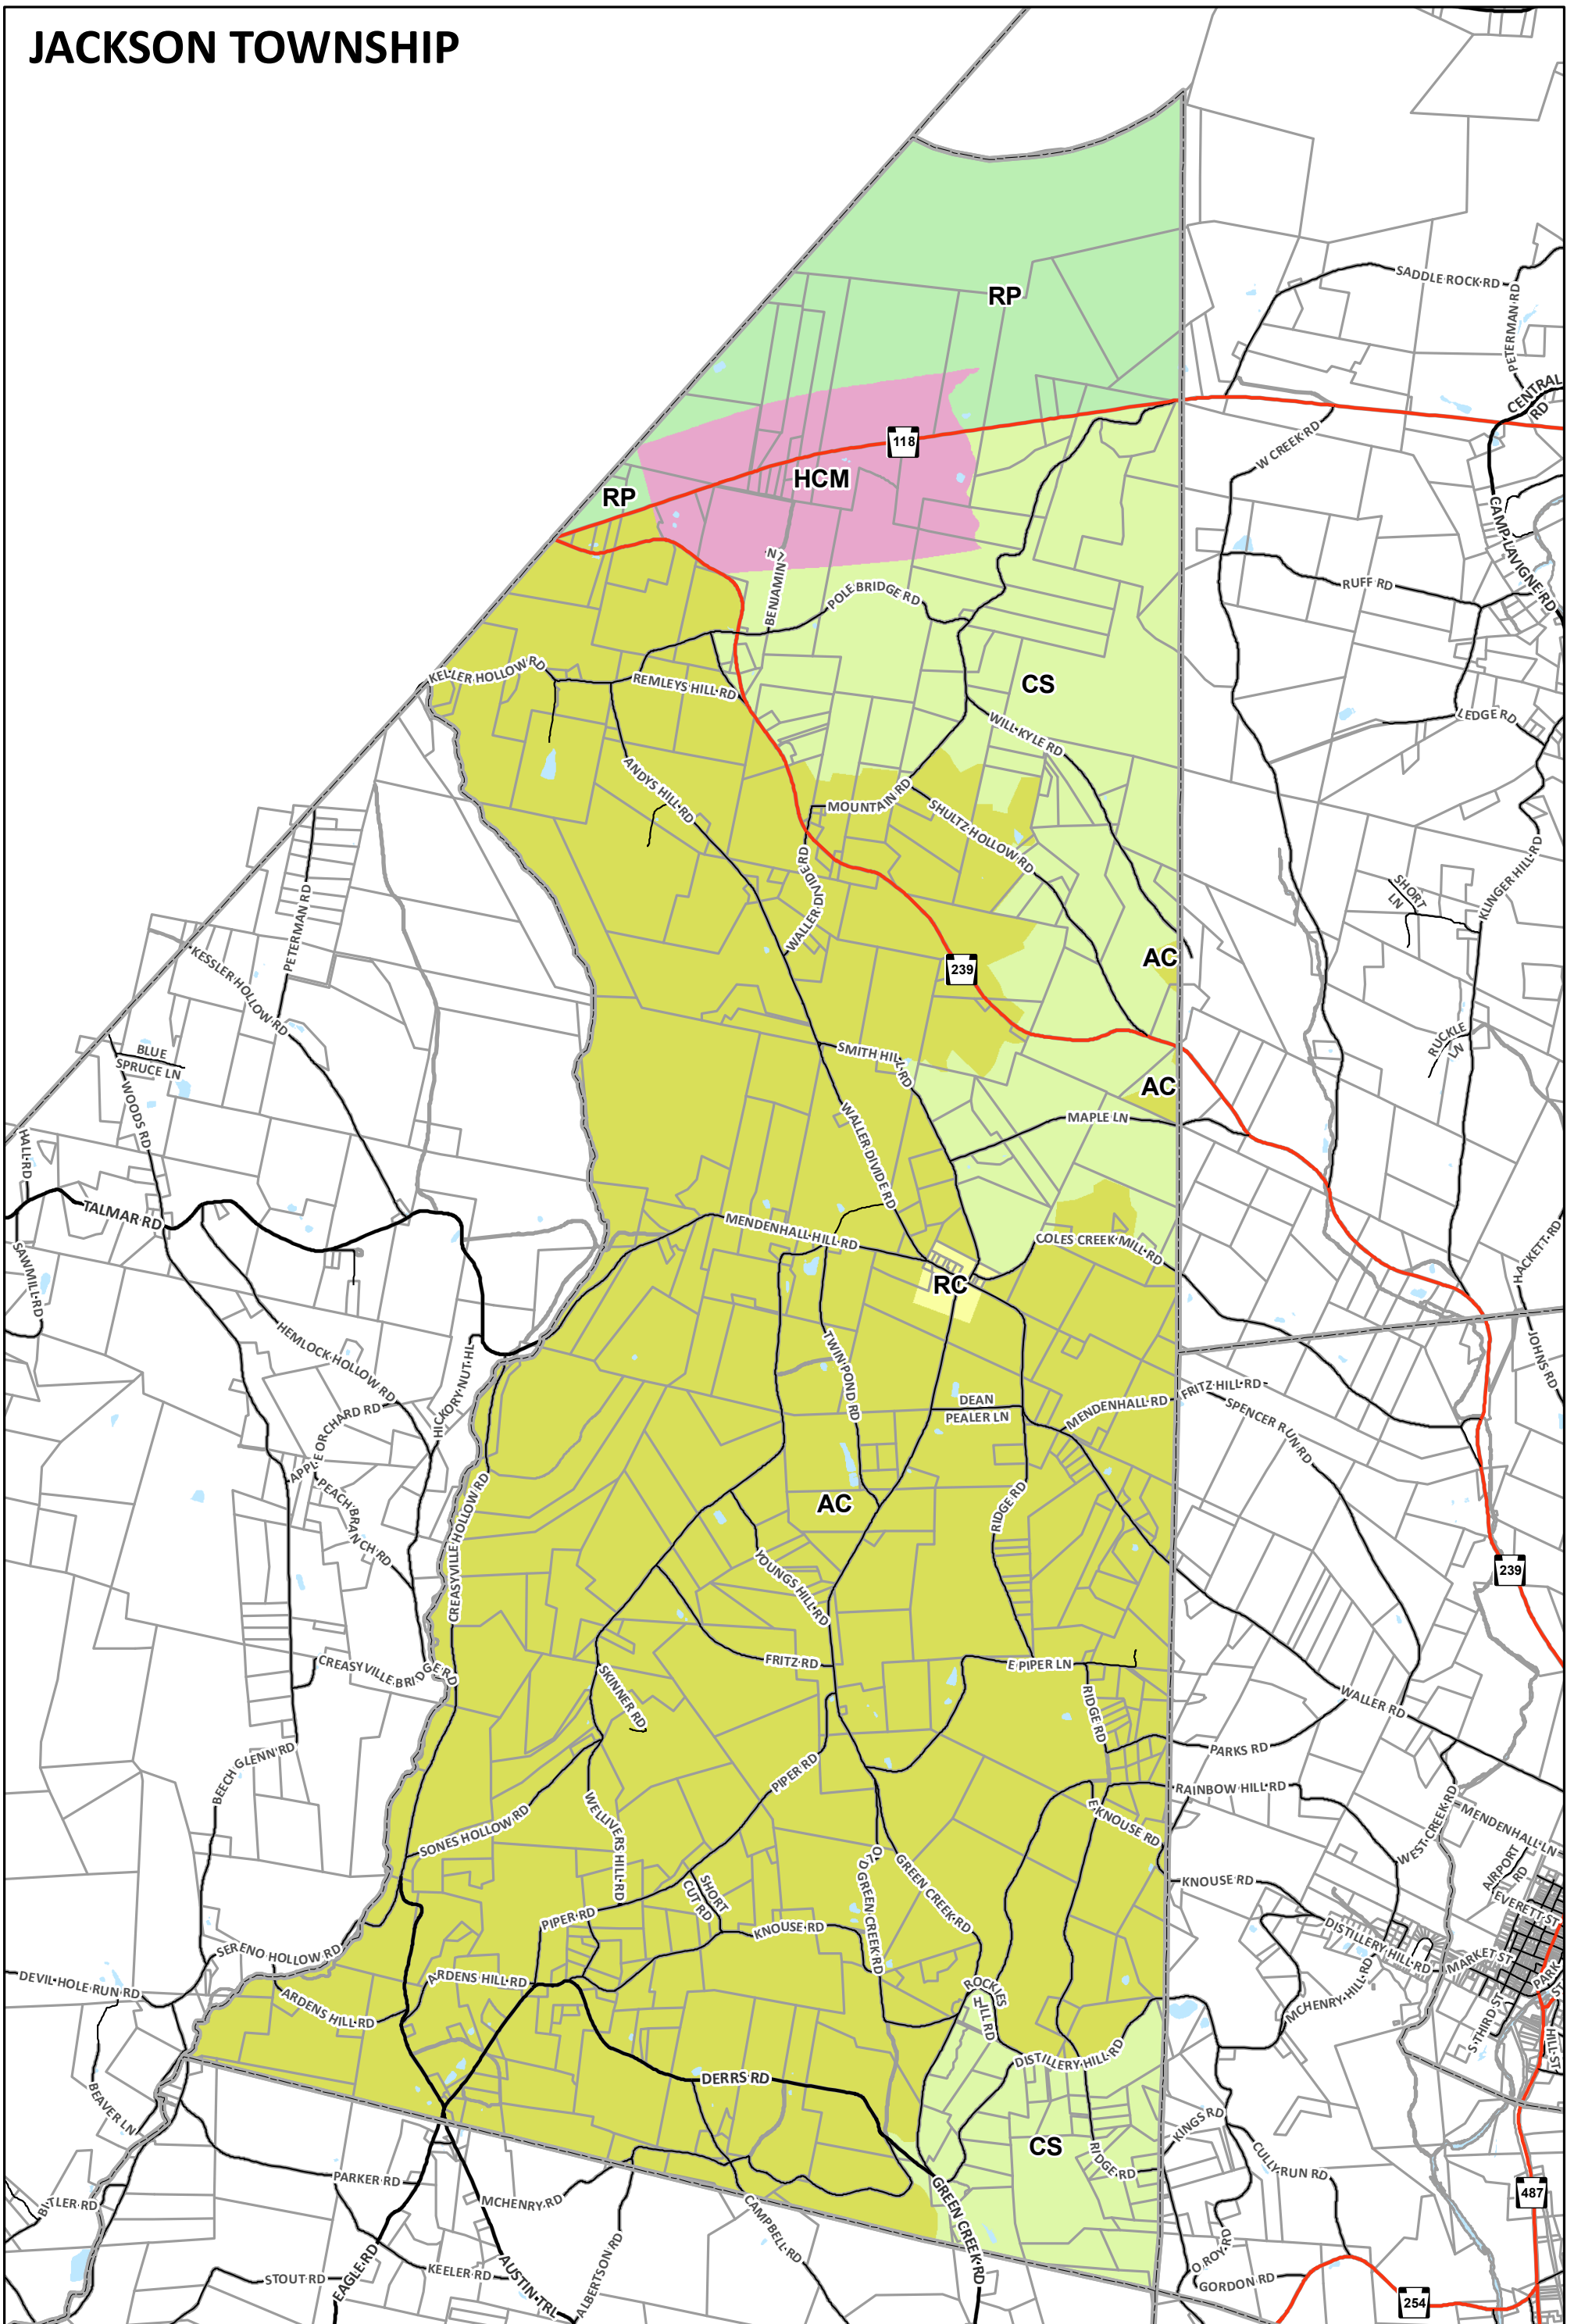 JACKSON TOWNSHIP
SADDLE ROCK RD
PETERMAN RD
RP
CENTRAL
RD
118
W CREEK RD
HCM
RP
CAMP LAVIGNE RD
N
BENJAMIN
POLE BRIDGE RD
RUFF RD
KELLER HOLLOW RD
REMLEYS HILL RD
CS
WILL KYLE RD
LEDGE RD
ANDYS HILL RD
MOUNTAIN RD
SHULTZ HOLLOW RD
KLINGER HILL RD
SHORT
LN
WALLER DIVIDE RD
PETERMAN RD
KESSLER HOLLOW RD
AC
239
SMITH HILL RD
BLUE
SPRUCE LN
RUCKLE
LN
AC
WOODS RD
WALLER DIVIDE RD
MAPLE LN
HALL RD
TALMAR RD
MENDENHALL HILL RD
COLES CREEK MILL RD
SAWMILL RD
HACKETT RD
RC
HEMLOCK HOLLOW RD
HICKORY NUT HL
TWIN POND RD
JOHNS RD
DEAN
PEALER LN
MENDENHALL RD
FRITZ HILL RD
SPENCER RUN RD
APPLE ORCHARD RD
PEACH BRANCH RD
CREASYVILLE HOLLOW RD
AC
RIDGE RD
239
YOUNGS HILL RD
CREASYVILLE BRIDGE RD
FRITZ RD
E PIPER LN
SKINNER RD
RIDGE RD
WALLER RD
BEECH GLENN RD
PARKS RD
PIPER RD
RAINBOW HILL RD
SONES HOLLOW RD
WELLIVERS HILL RD
E KNOUSE RD
WEST CREEK RD
MENDENHALL LN
OLD GREEN CREEK RD
GREEN CREEK RD
AIRPORT
RD
KNOUSE RD
SHORT
CUT RD
EVERETT ST
PIPER RD
KNOUSE RD
DISTILLERY HILL RD
MARKET ST
SERENO HOLLOW RD
DEVIL HOLE RUN RD
ARDENS HILL RD
ARDENS HILL RD
ROCKIES
HILL RD
MCHENRY HILL RD
PARK
ST
S THIRD ST
HILL ST
DISTILLERY HILL RD
DERRS RD
BEAVER LN
KINGS RD
CS
RIDGE RD
CULLY RUN RD
PARKER RD
MCHENRY RD
487
GREEN CREEK RD
CAMPBELL RD
EAGLE RD
KEELER RD
AUSTIN TRL
ALBERTSON RD
STOUT RD
GORDON RD
254